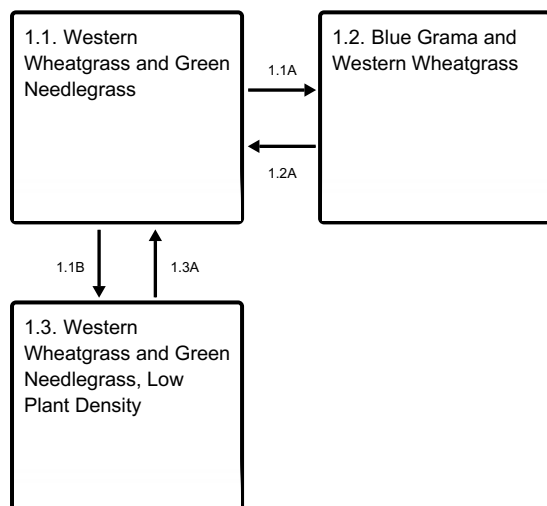 1.1. Western
Wheatgrass and Green
Needlegrass
1.1A
1.2. Blue Grama and
Western Wheatgrass
1.2A
1.1B
1.3A
1.3. Western
Wheatgrass and Green
Needlegrass, Low
Plant Density